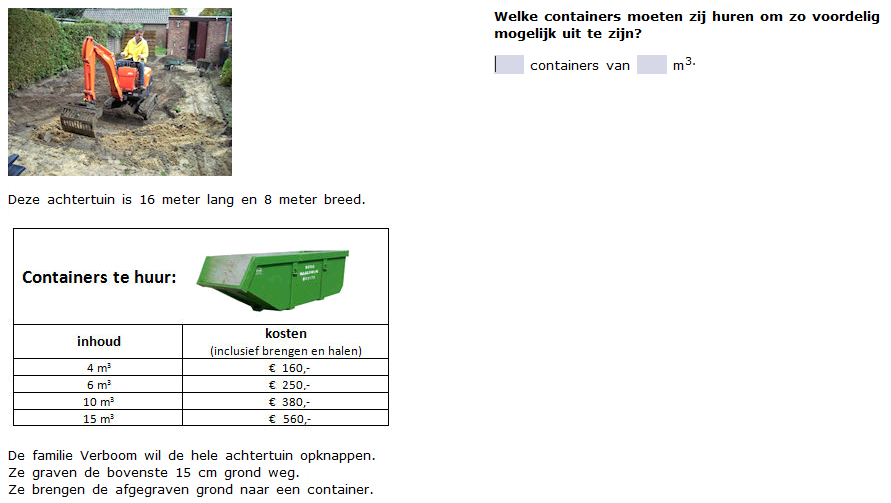 Deze achtertuin is 16 meter lang en 8 meter breed.
Containers te huur:
inhoud kosten
(inclusief brengen en halen)
4 m³ € 160,-
6 m³ € 250,-
10 m³ € 380,-
15 m³ € 560,-
De familie Verboom wil de hele achtertuin opknappen.
Ze graven de bovenste 15 cm grond weg.
Ze brengen de afgegraven grond naar een container.
Welke containers moeten zij huren om zo voordelig
mogelijk uit te zijn?
containers van m³.